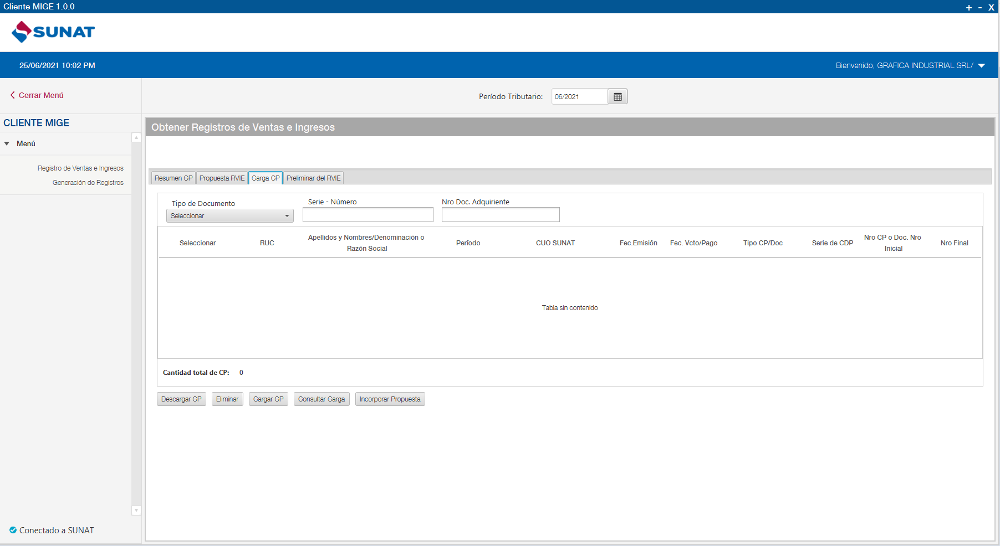 Cliente MIGE 1.0.0
+ - X
SUNAT
25/06/2021 10:02 PM
Bienvenido, GRAFICA INDUSTRIAL SRL/
Cerrar Menú
Período Tributario: 06/2021
CLIENTE MIGE
Menú
Registro de Ventas e Ingresos
Generación de Registros
Conectado a SUNAT
Obtener Registros de Ventas e Ingresos
Resumen CP
Propuesta RVIE
Carga CP
Preliminar del RVIE
Tipo de Documento
Seleccionar
Serie - Número
Nro Doc. Adquiriente
Seleccionar
RUC
Apellidos y Nombres/Denominación o
Razón Social
Período
CUO SUNAT
Fec.Emisión
Fec. Vcto/Pago
Tipo CP/Doc
Serie de CDP
Nro CP o Doc. Nro
Inicial
Nro Final
Tabla sin contenido
Cantidad total de CP: 0
Descargar CP
Eliminar
Cargar CP
Consultar Carga
Incorporar Propuesta